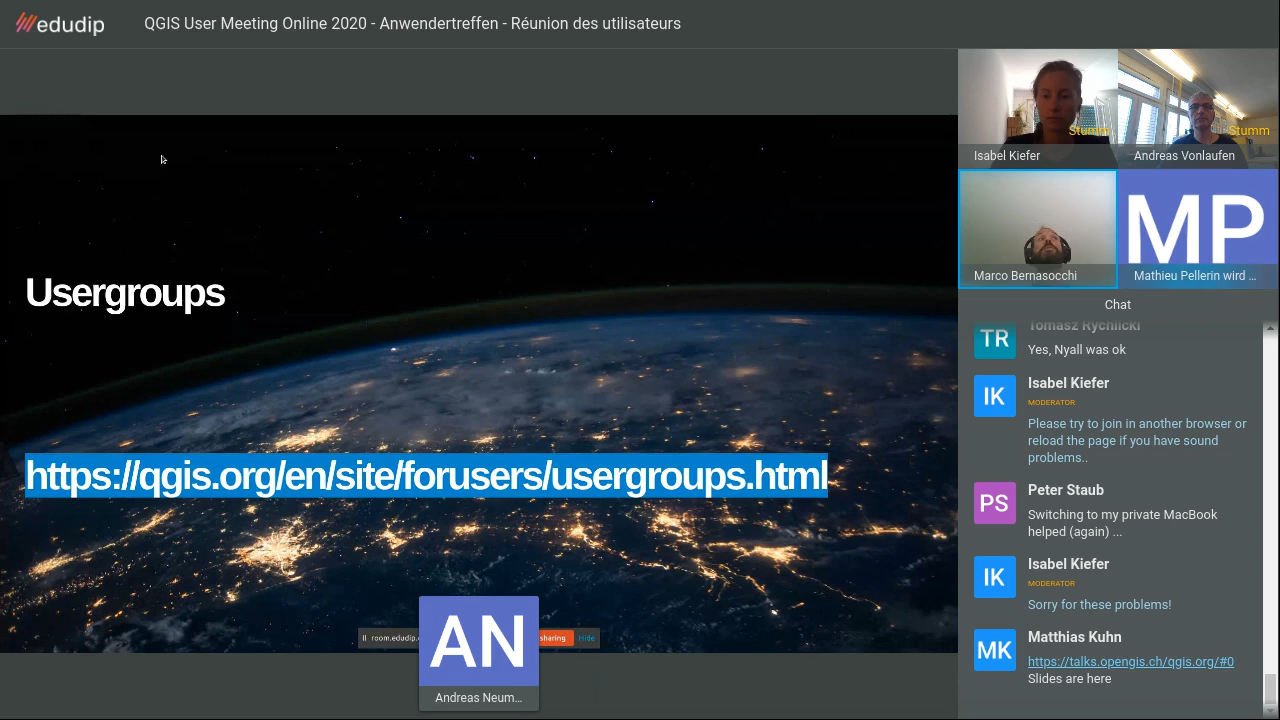 edudip
QGIS User Meeting Online 2020 - Anwendertreffen - Réunion des utilisateurs
Usergroups
https://qgis.org/en/site/forusers/usergroups.html
room.edudip.
sharing
Hide
AN
Andreas Neum...
Stumm
Isabel Kiefer
Stumm
Andreas Vonlaufen
Marco Bernasocchi
MP
Mathieu Pellerin wird ...
Chat
TR
Tomasz Rychlicki
Yes, Nyall was ok
IK
Isabel Kiefer
MODERATOR
Please try to join in another browser or
reload the page if you have sound
problems..
PS
Peter Staub
Switching to my private MacBook
helped (again) ...
IK
Isabel Kiefer
MODERATOR
Sorry for these problems!
MK
Matthias Kuhn
https://talks.opengis.ch/qgis.org/#0
Slides are here